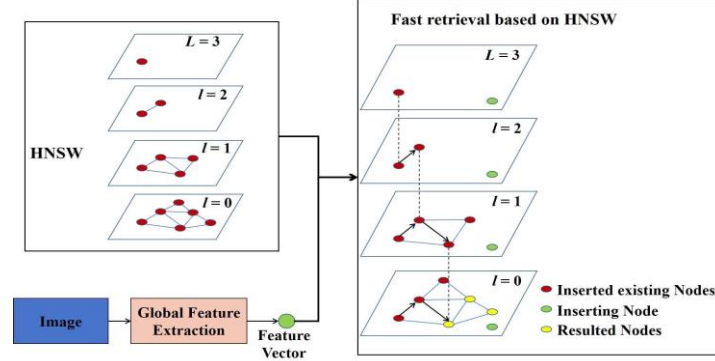 HNSW
L = 3
l = 2
l = 1
l = 0
Image
Global Feature
Extraction
Feature
Vector
Fast retrieval based on HNSW
L = 3
l = 2
l = 1
l = 0
Inserted existing Nodes
Inserting Node
Resulted Nodes